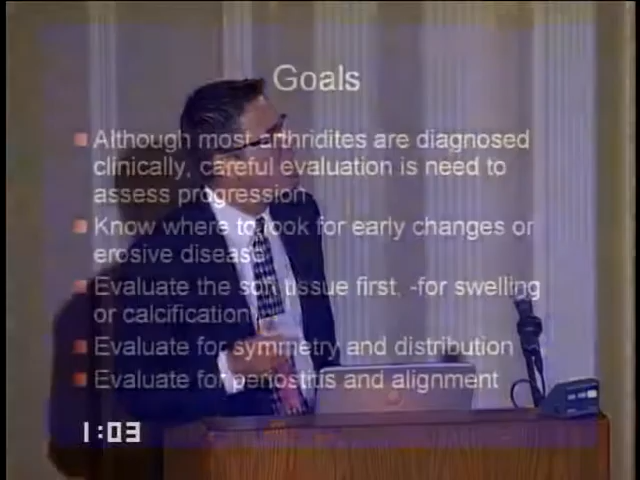 Goals
Although most arthridites are diagnosed
clinically, careful evaluation is need to
assess progression
Know where to look for early changes or
erosive disease
Evaluate the soft tissue first, -for swelling
or calcification
Evaluate for symmetry and distribution
Evaluate for periostitis and alignment
1:03